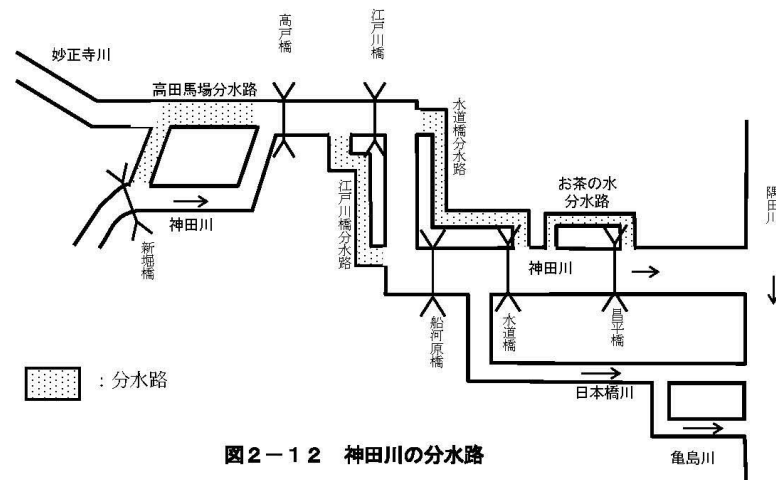 妙正寺川
高田馬場分水路
高戸橋
江戸川橋
水道橋分水路
お茶の水
分水路
隅田川
神田川
新堀橋
江戸川橋分水路
神田川
船河原橋
水道橋
昌平橋
日本橋川
亀島川
：分水路
図２－１２　神田川の分水路